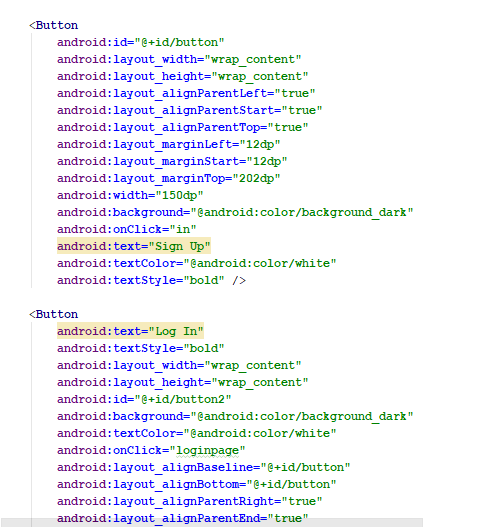 <Button
android:id="@+id/button"
android:layout_width="wrap_content"
android:layout_height="wrap_content"
android:layout_alignParentLeft="true"
android:layout_alignParentStart="true"
android:layout_alignParentTop="true"
android:layout_marginLeft="12dp"
android:layout_marginStart="12dp"
android:layout_marginTop="202dp"
android:width="150dp"
android:background="@android:color/background_dark"
android:onClick="in"
android:text="Sign Up"
android:textColor="@android:color/white"
android:textStyle="bold" />
<Button
android:text="Log In"
android:textStyle="bold"
android:layout_width="wrap_content"
android:layout_height="wrap_content"
android:id="@+id/button2"
android:background="@android:color/background_dark"
android:textColor="@android:color/white"
android:onClick="loginpage"
android:layout_alignBaseline="@+id/button"
android:layout_alignBottom="@+id/button"
android:layout_alignParentRight="true"
android:layout_alignParentEnd="true"